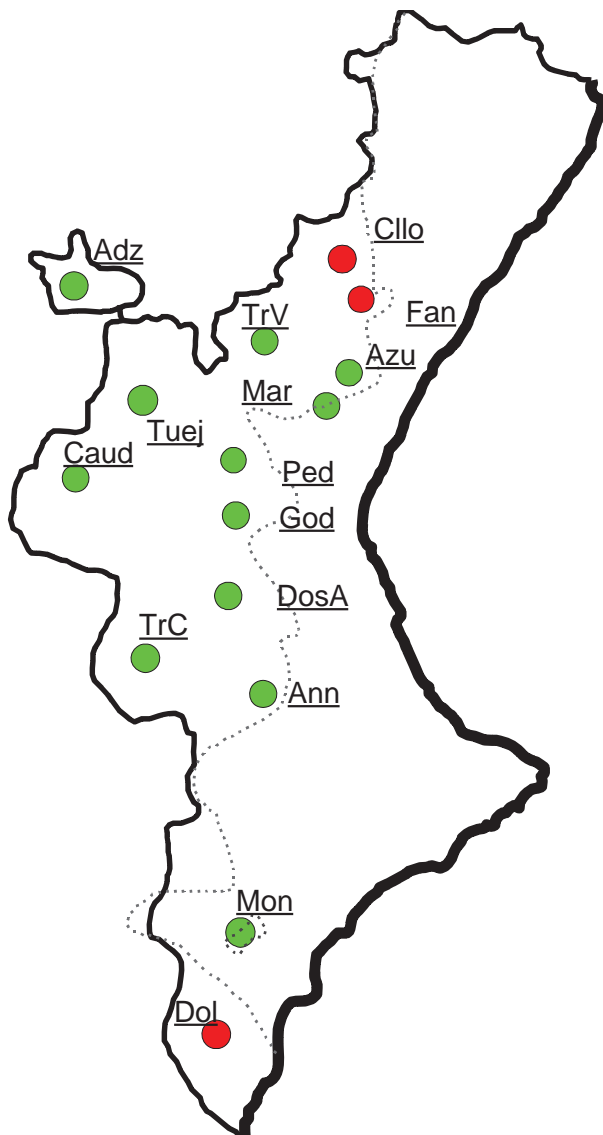 Cllo
Adz
Fan
TrV
Azu
Mar
Tuej
Caud
Ped
God
DosA
TrC
Ann
Mon
Dol